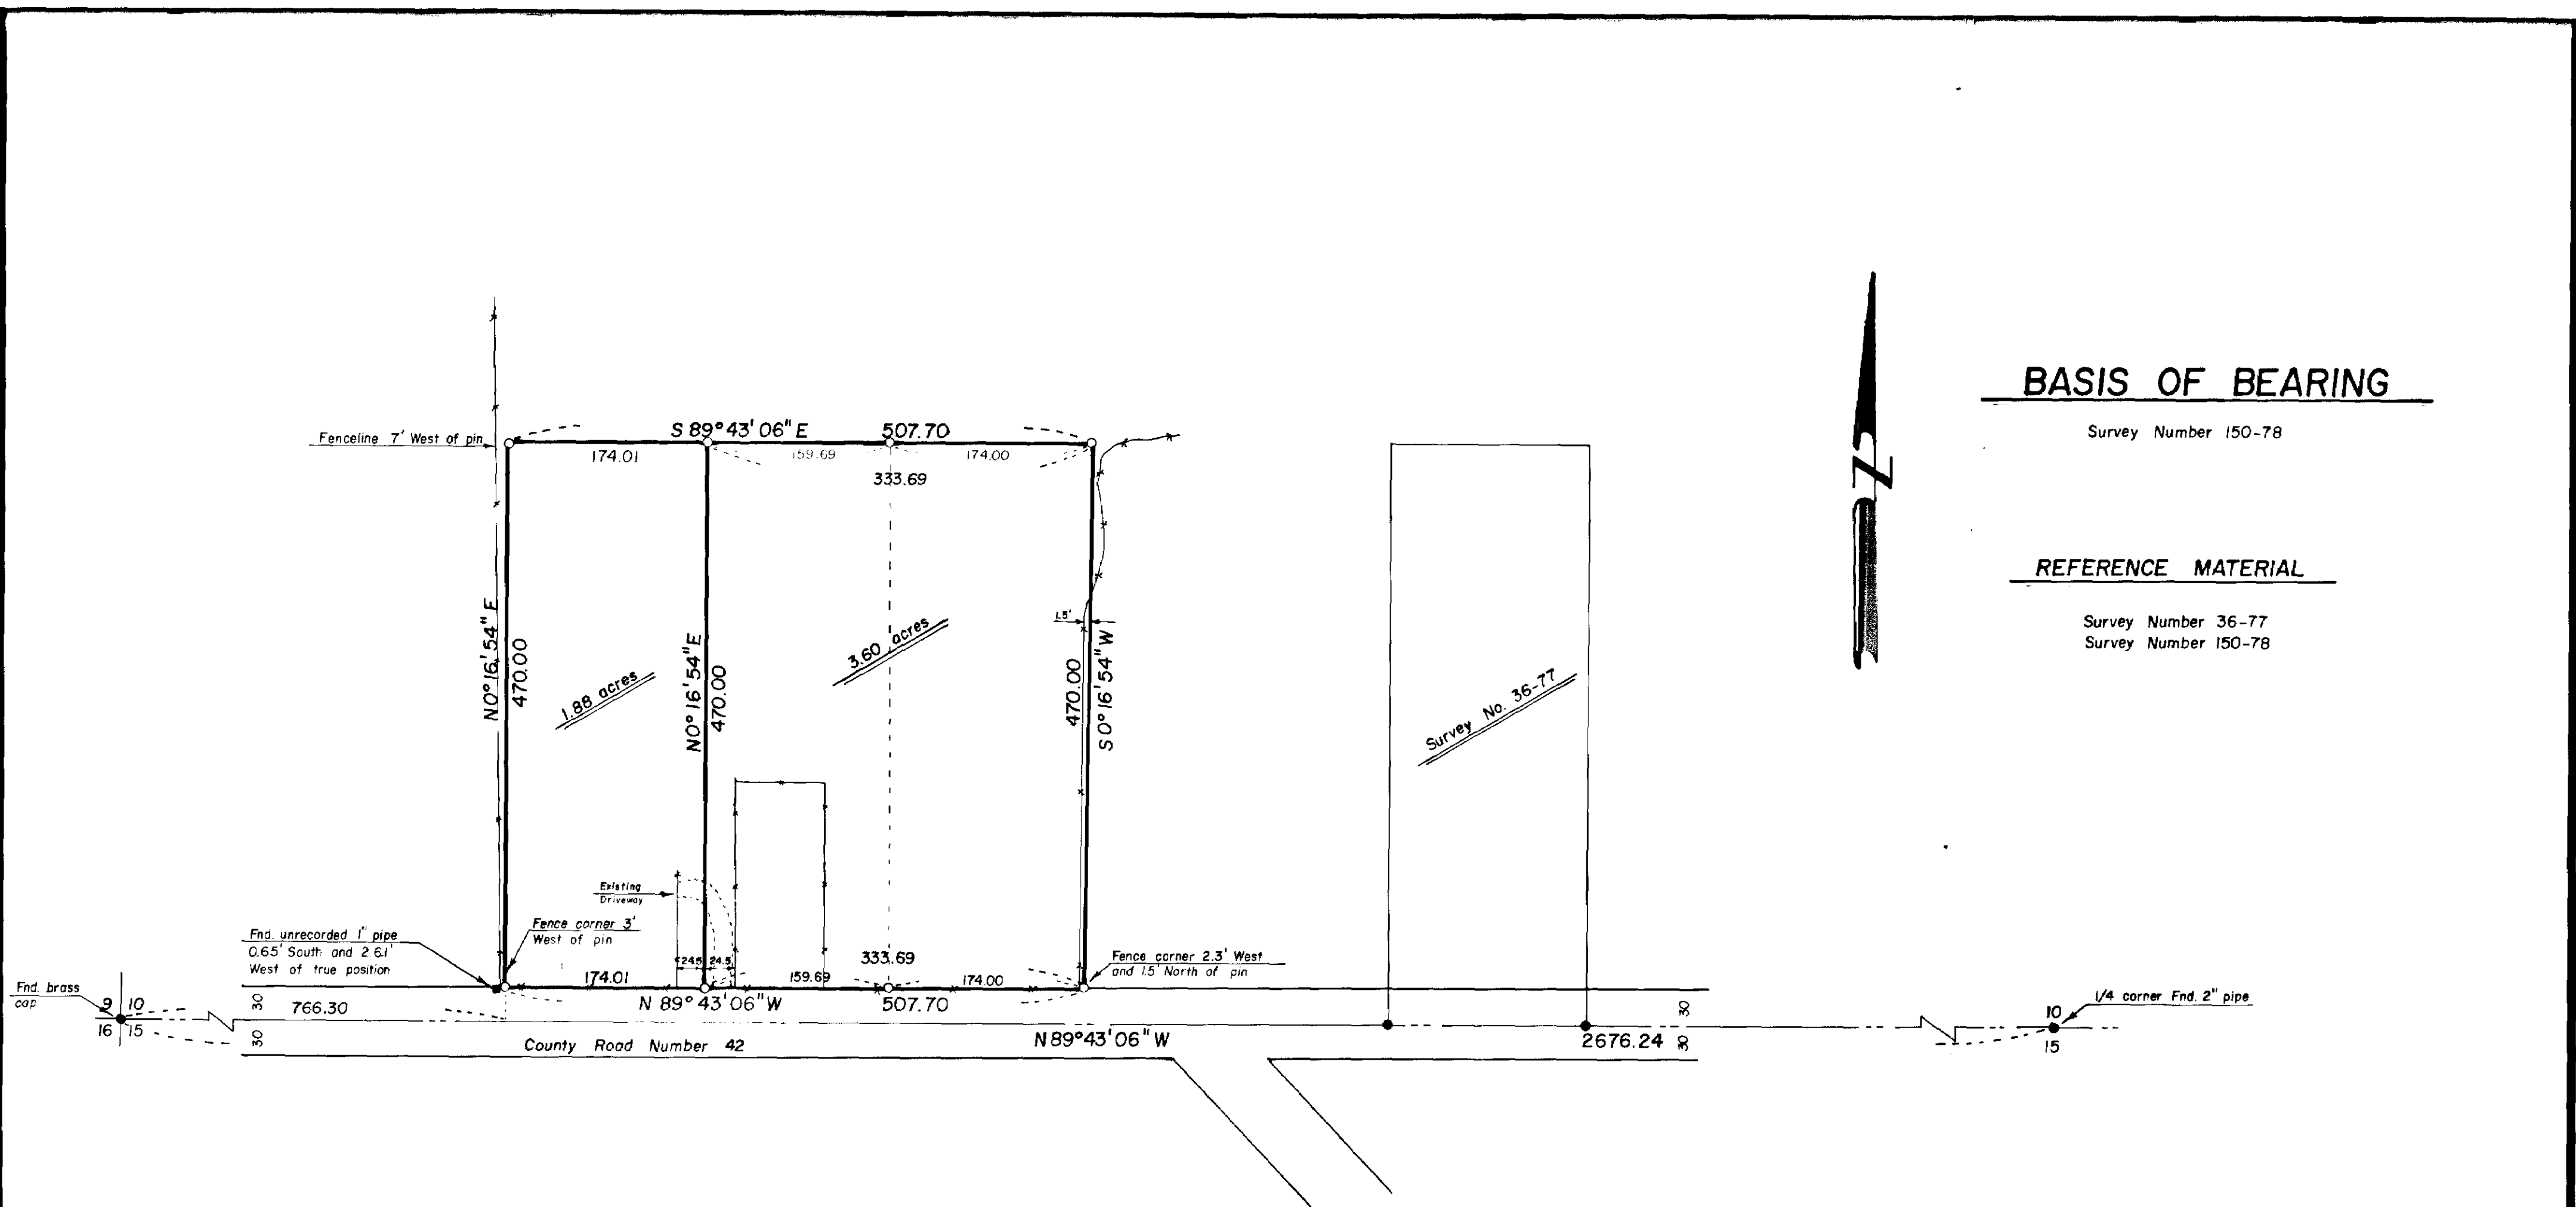 BASIS OF BEARING
Survey Number 150-78
REFERENCE MATERIAL
Survey Number 36-77
Survey Number 150-78
N
Fenceline 7' West of pin
S 89°43'06" E 507.70
174.01
159.69
174.00
333.69
N0°16'54" E
470.00
N0°16'54" E
470.00
470.00
S0°16'54" W
1.5'
1.88 acres
3.60 acres
Survey No. 36-77
Existing
Driveway
Fence corner 3'
West of pin
Fnd. unrecorded 1" pipe
0.65' South and 2.61'
West of true position
24.5 24.5
333.69
Fence corner 2.3' West
and 1.5' North of pin
174.01
159.69
174.00
N 89°43'06" W 507.70
Fnd. brass
cap
9 10
16 15
30
30
766.30
County Road Number 42
N89°43'06" W
2676.24
30
30
1/4 corner Fnd. 2" pipe
10
15